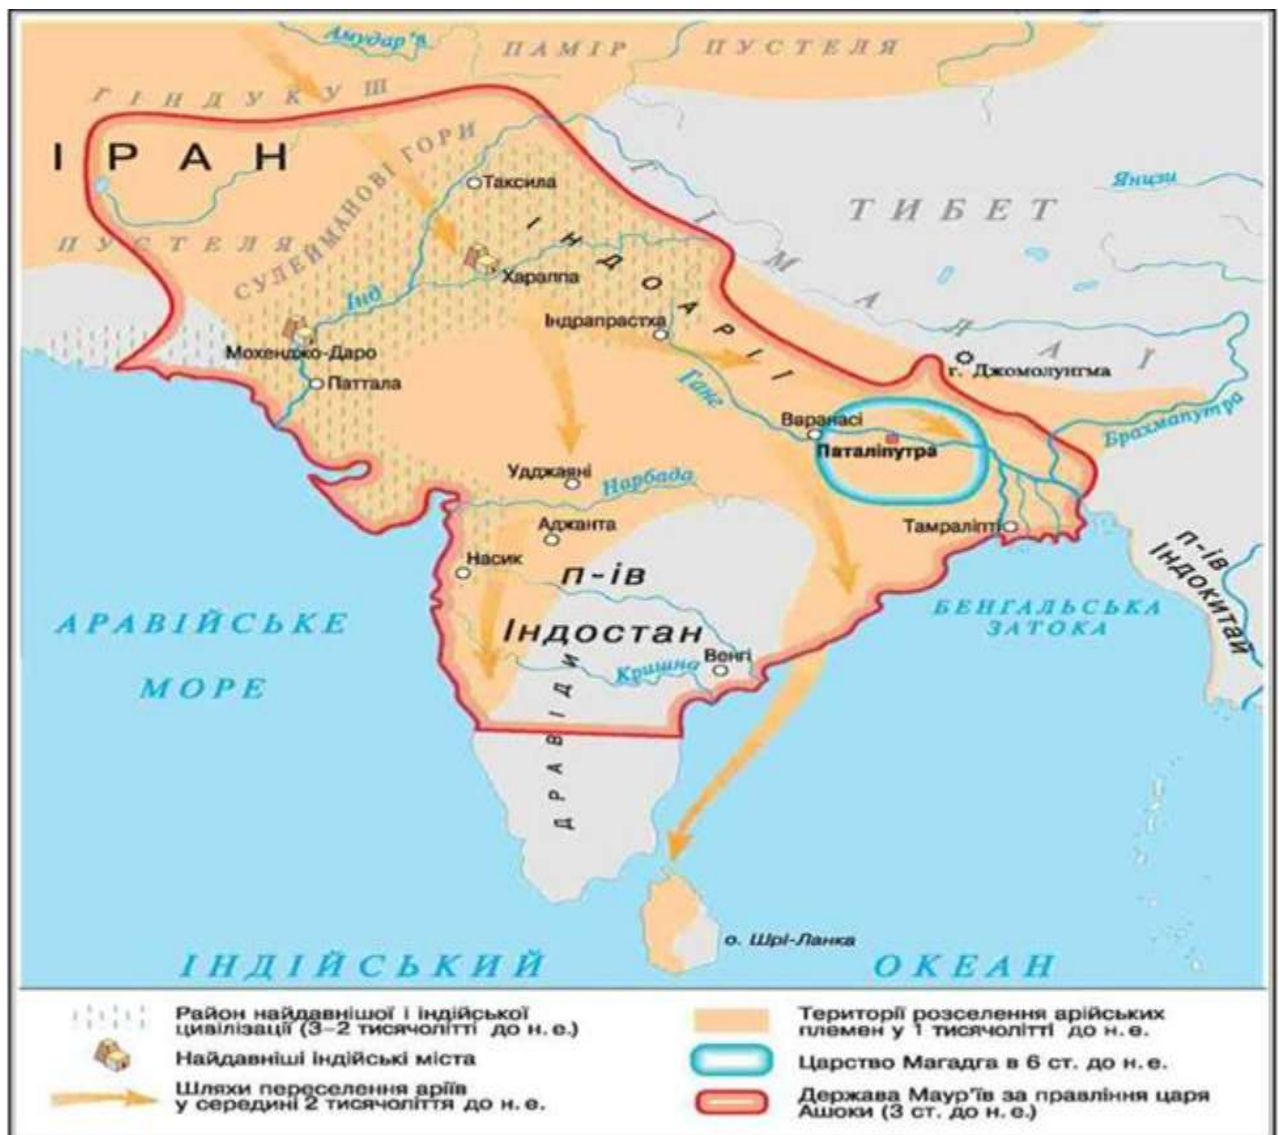 Амудар'я
ПАМІР
ПУСТЕЛЯ
ГІНДУКУШ
ІРАН
СУЛЕЙМАНОВІ ГОРИ
Таксила
Янцзи
ТИБЕТ
ГІМАЛАЇ
ПУСТЕЛЯ
ІНДОАРІЇ
Хараппа
Інд
Індрапрастха
Мохенджо-Даро
Паттала
г. Джомолунгма
Ганг
Брахмапутра
Варанасі
Паталіпутра
Удджаяні
Нарбада
Аджанта
Тамраліпті
Насик
п-ів
Індостан
п-ів
Індокитай
АРАВІЙСЬКЕ
МОРЕ
БЕНГАЛЬСЬКА
ЗАТОКА
Венгі
Кришна
ДРАВІДИ
о. Шрі-Ланка
ІНДІЙСЬКИЙ
ОКЕАН
Район найдавнішої і індійської
цивілізації (3–2 тисячолітті до н. е.)
Найдавніші індійські міста
Шляхи переселення аріїв
у середині 2 тисячоліття до н. е.
Території розселення арійських
племен у 1 тисячолітті до н. е.
Царство Магадга в 6 ст. до н. е.
Держава Маур'їв за правління царя
Ашоки (3 ст. до н. е.)